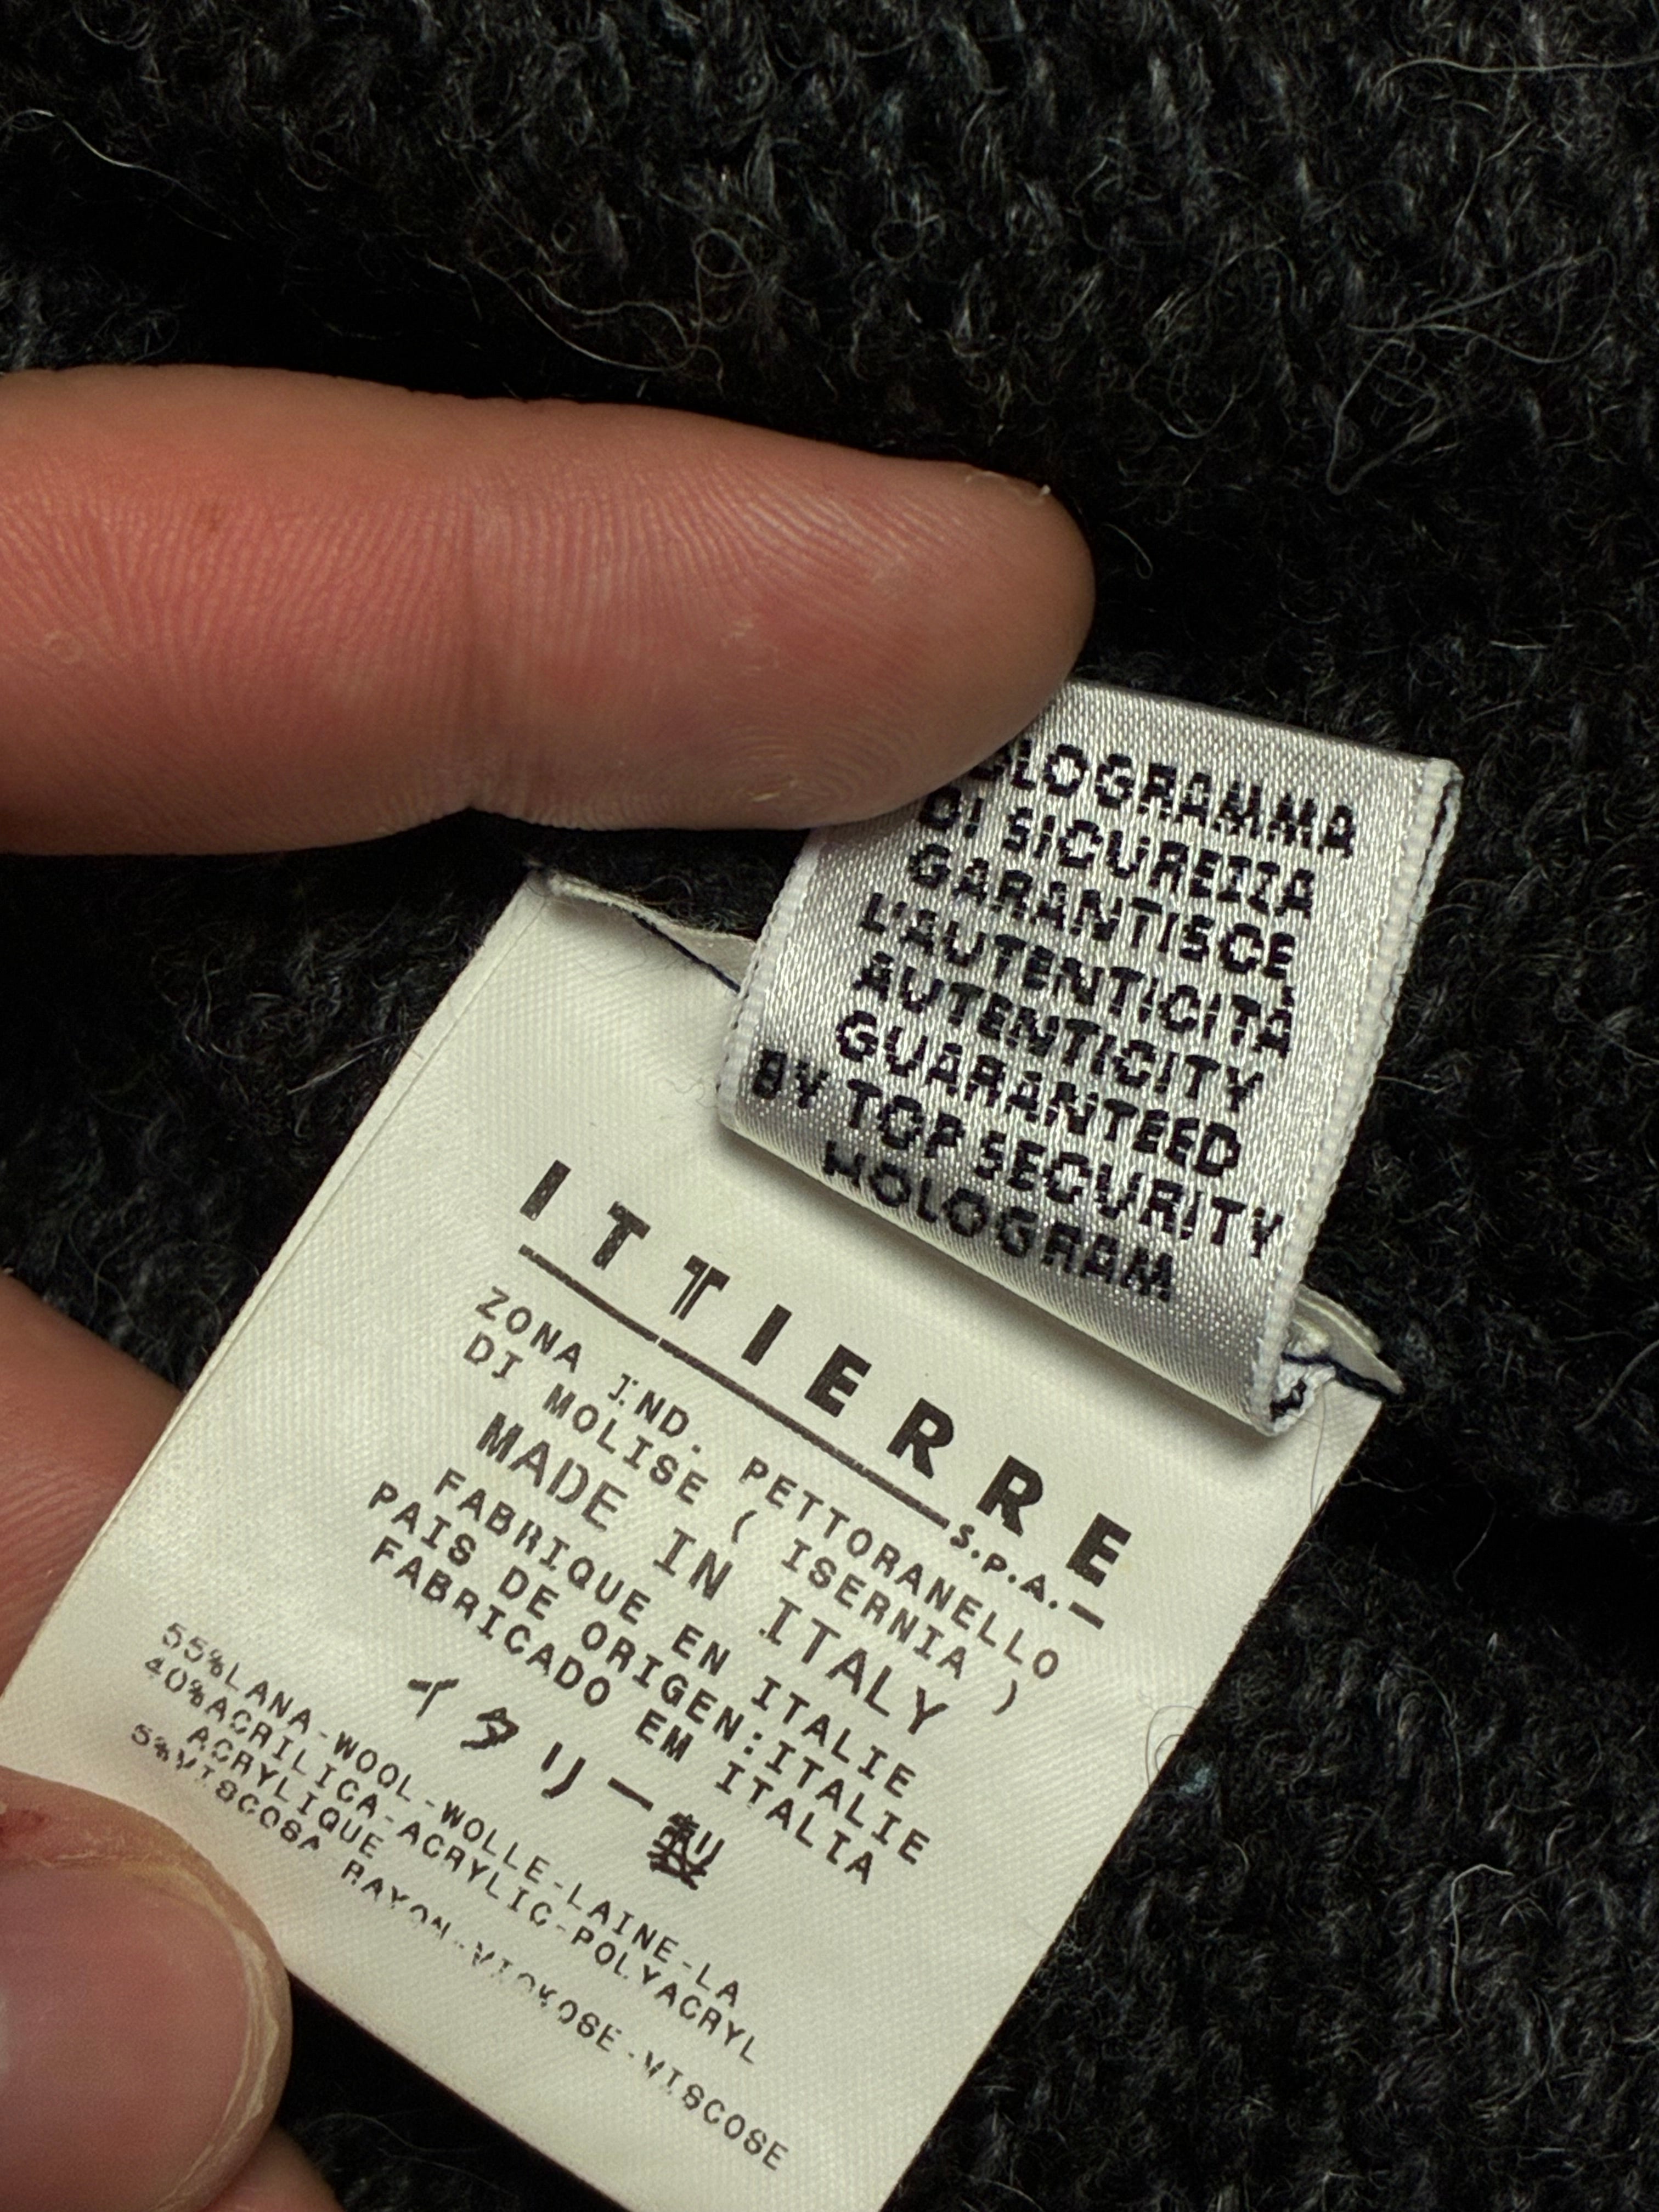 OLOGRAMMA
DI SICUREZZA
GARANTISCE
L'AUTENTICITÀ
AUTENTICITY
GUARANTEED
BY TOP SECURITY
HOLOGRAM
ITTIERRE
S.P.A.
ZONA IND. PETTORANELLO
DI MOLISE ( ISERNIA )
MADE IN ITALY
FABRIQUE EN ITALIE
PAIS DE ORIGEN:ITALIE
FABRICADO EM ITALIA
イタリー製
55%LANA-WOOL-WOLLE-LAINE-LA
40%ACRILICA-ACRYLIC-POLYACRYL
ACRYLIQUE
5%VISCOSA RAYON-VISKOSE-VISCOSE